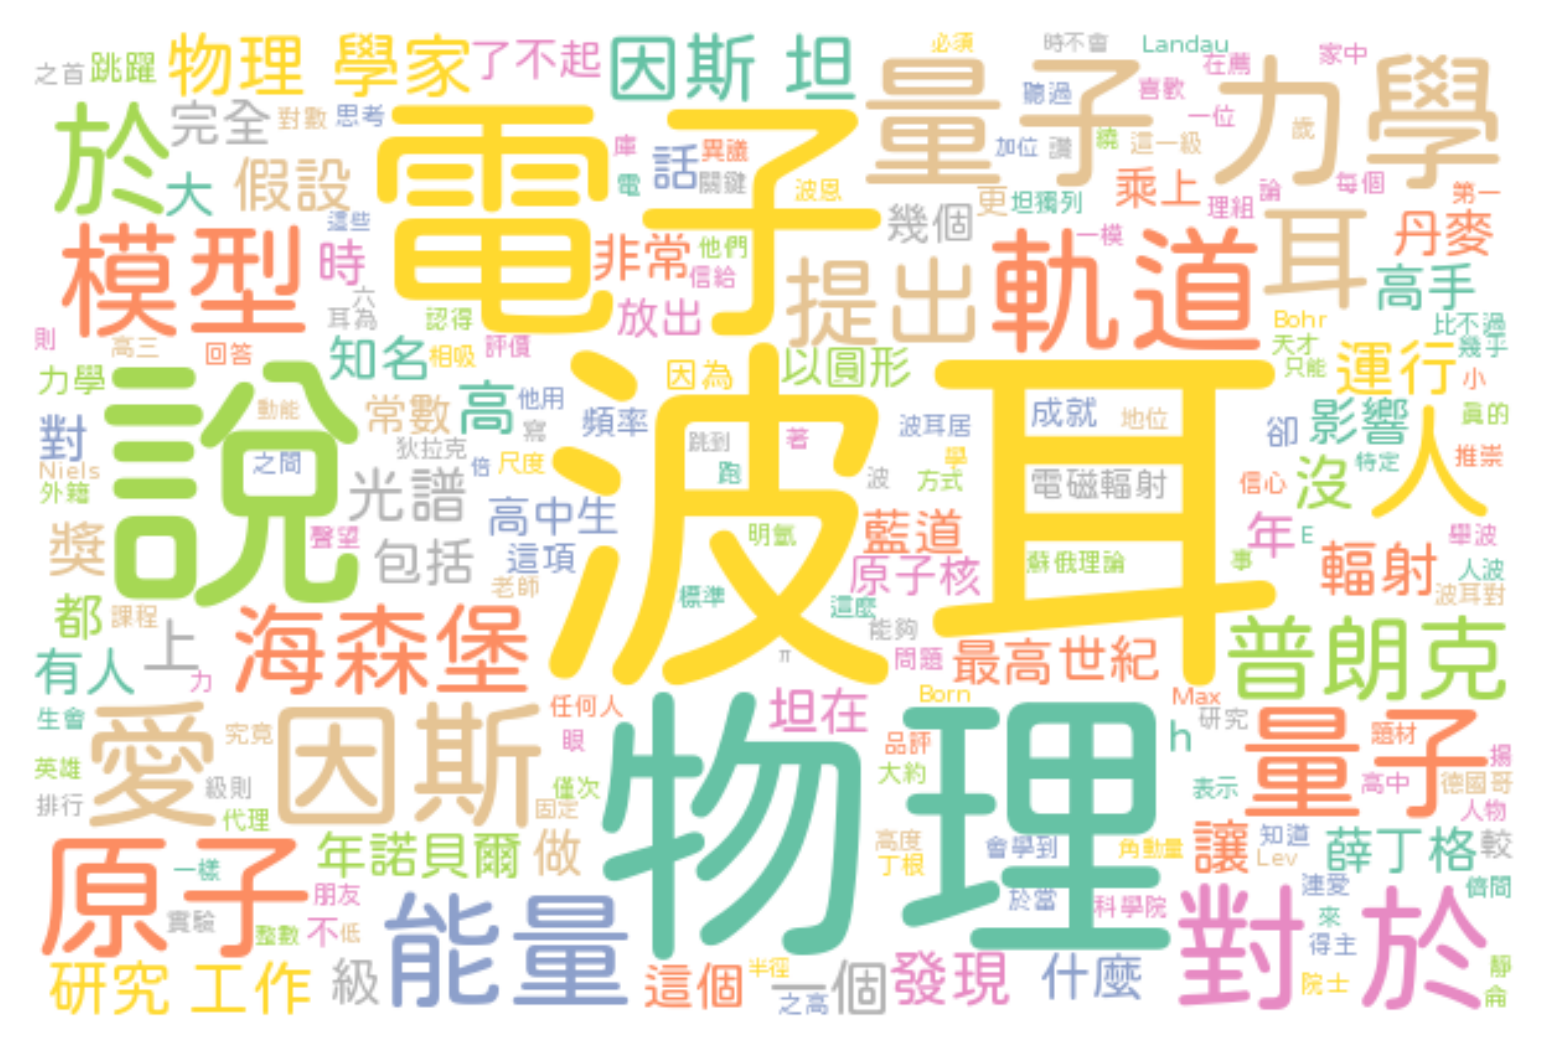 之首 跳躍 物理 學家 了不起 因斯 坦 必須 時不會 Landau 在薦 家中
於 完全 對數 思考 電子 量子力學 聽過 喜歡 一位 歲
大 假設 庫 電 話 異議 關鍵 波恩 加位 讚 繞 這一級 乘上 每個 第一
模型 這些 時 非常 他們 信給 幾個 更 坦獨列 一模 理組 論 耳 丹麥
六 耳為 認得 放出 提出 軌道 高手
則 高三 回答 知名 相吸 評價 Bohr 天才 比不過 幾乎
力學 說 動能 常數 高 他用 因為 以圓形 波耳 只能 運行 小
對 之間 狄拉克 寫 頻率 跳到 著 波耳居 成就 地位 卻 影響 真的 人
Niels 外籍 光譜 倍 尺度 跑 波 學 方式 電磁輻射 信心 沒 特定 推崇
獎 聲望 包括 高中生 這項 明氫 藍道 蘇俄理論 年 E 舉波
老師 標準 這麼 原子核 事 輻射 人波 波耳對
都 課程 上 海森堡 能夠 普朗克
有人 力 π 問題 最高 世紀
生會 愛因斯 究竟 任何人 眼 坦在 Born Max 研究 量子 題材
英雄 級則 物理 品評 大約 h 高中 揚 德國哥
排行 代理 僅次 固定 表示 人物
原子 一樣 年諾貝爾 做 高度 丁根 會學到 角動量 讓 知道 Lev 薛丁格 較
實驗 朋友 整數 不 低 能量 於當 科學院 對於 連愛 儕間 來 得主
研究 工作 級 這個 半徑 一個 之高 發現 什麼 院士 靜 侖